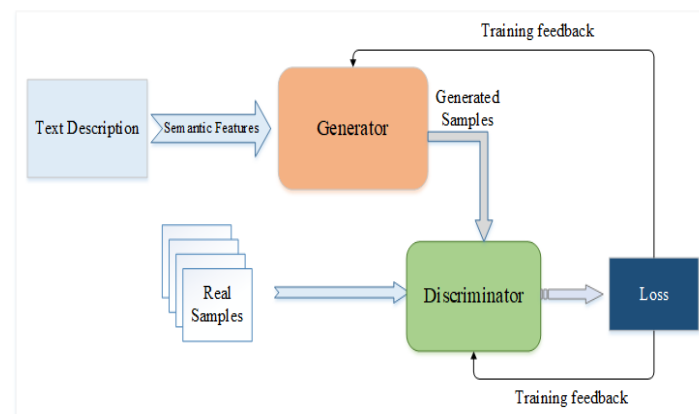 Training feedback
Text Description
Semantic Features
Generator
Generated
Samples
Real
Samples
Discriminator
Loss
Training feedback